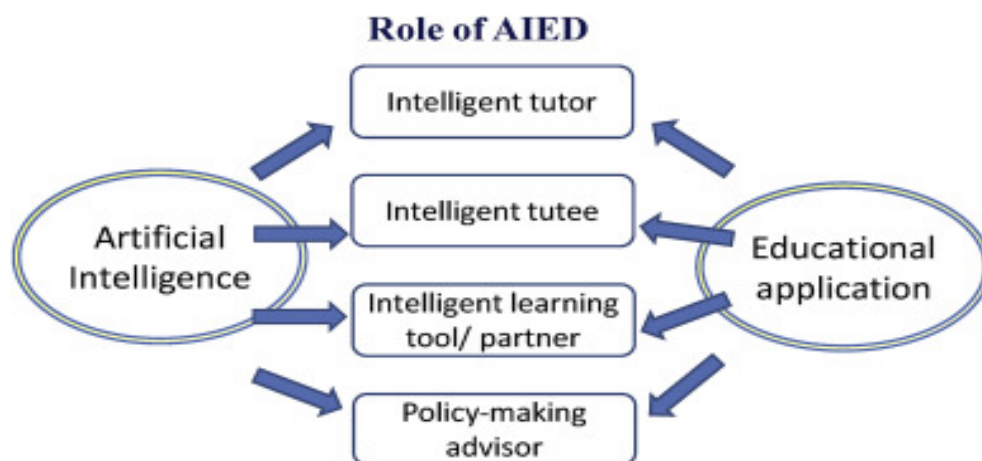 Role of AIED
Intelligent tutor
Intelligent tutee
Artificial
Intelligence
Educational
application
Intelligent learning
tool/ partner
Policy-making
advisor